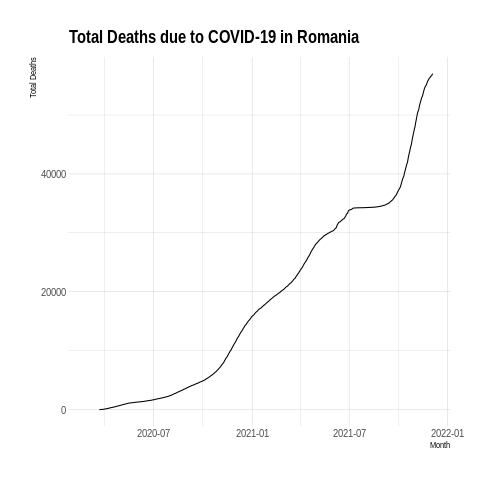 Total Deaths due to COVID-19 in Romania
Total Deaths
40000
20000
0
2020-07
2021-01
2021-07
2022-01
Month